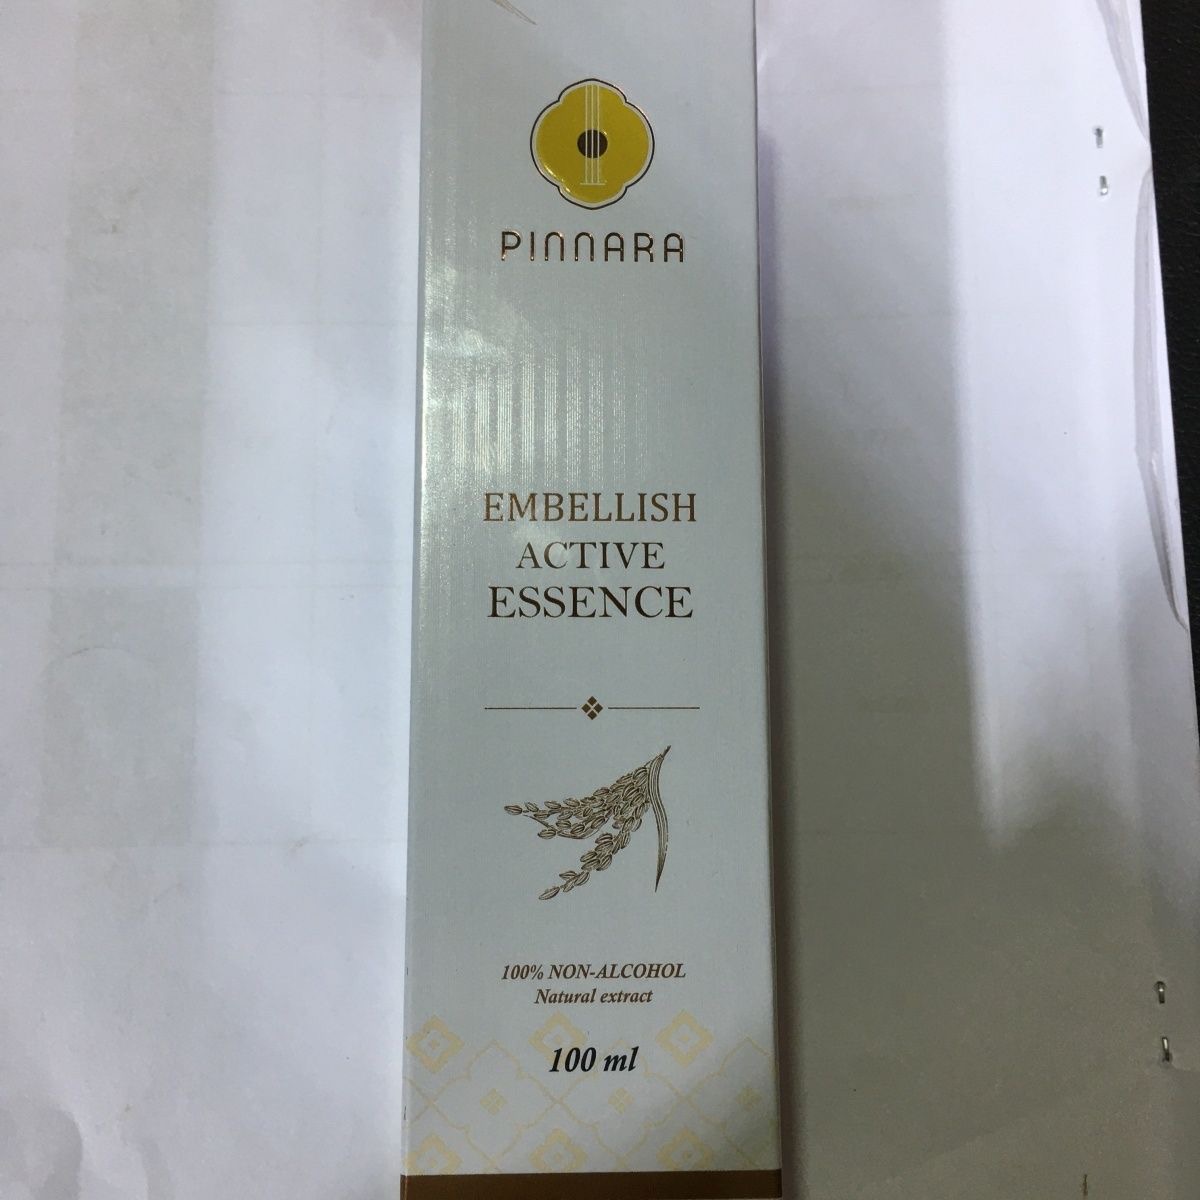 PINNARA
EMBELLISH
ACTIVE
ESSENCE
100% NON-ALCOHOL
Natural extract
100 ml